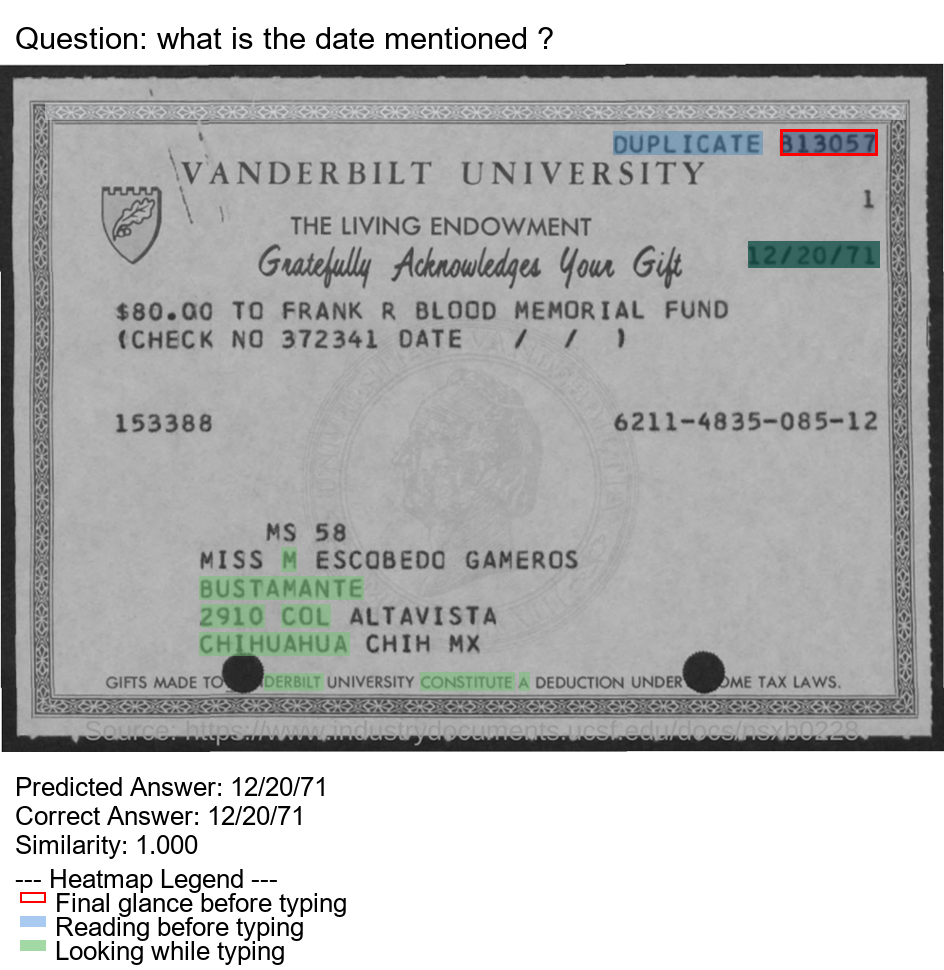 Question: what is the date mentioned ?
DUPLICATE 313057
VANDERBILT UNIVERSITY
1
THE LIVING ENDOWMENT
Gratefully Acknowledges Your Gift
12/20/71
$80.00 TO FRANK R BLOOD MEMORIAL FUND
(CHECK NO 372341 DATE / / )
153388
6211-4835-085-12
MS 58
MISS M ESCOBEDO GAMEROS
BUSTAMANTE
2910 COL ALTAVISTA
CHIHUAHUA CHIH MX
GIFTS MADE TO DERBILT UNIVERSITY CONSTITUTE A DEDUCTION UNDER OME TAX LAWS.
Source: https://www.industrydocuments.ucsf.edu/docs/nsxb0228
Predicted Answer: 12/20/71
Correct Answer: 12/20/71
Similarity: 1.000
--- Heatmap Legend ---
Final glance before typing
Reading before typing
Looking while typing